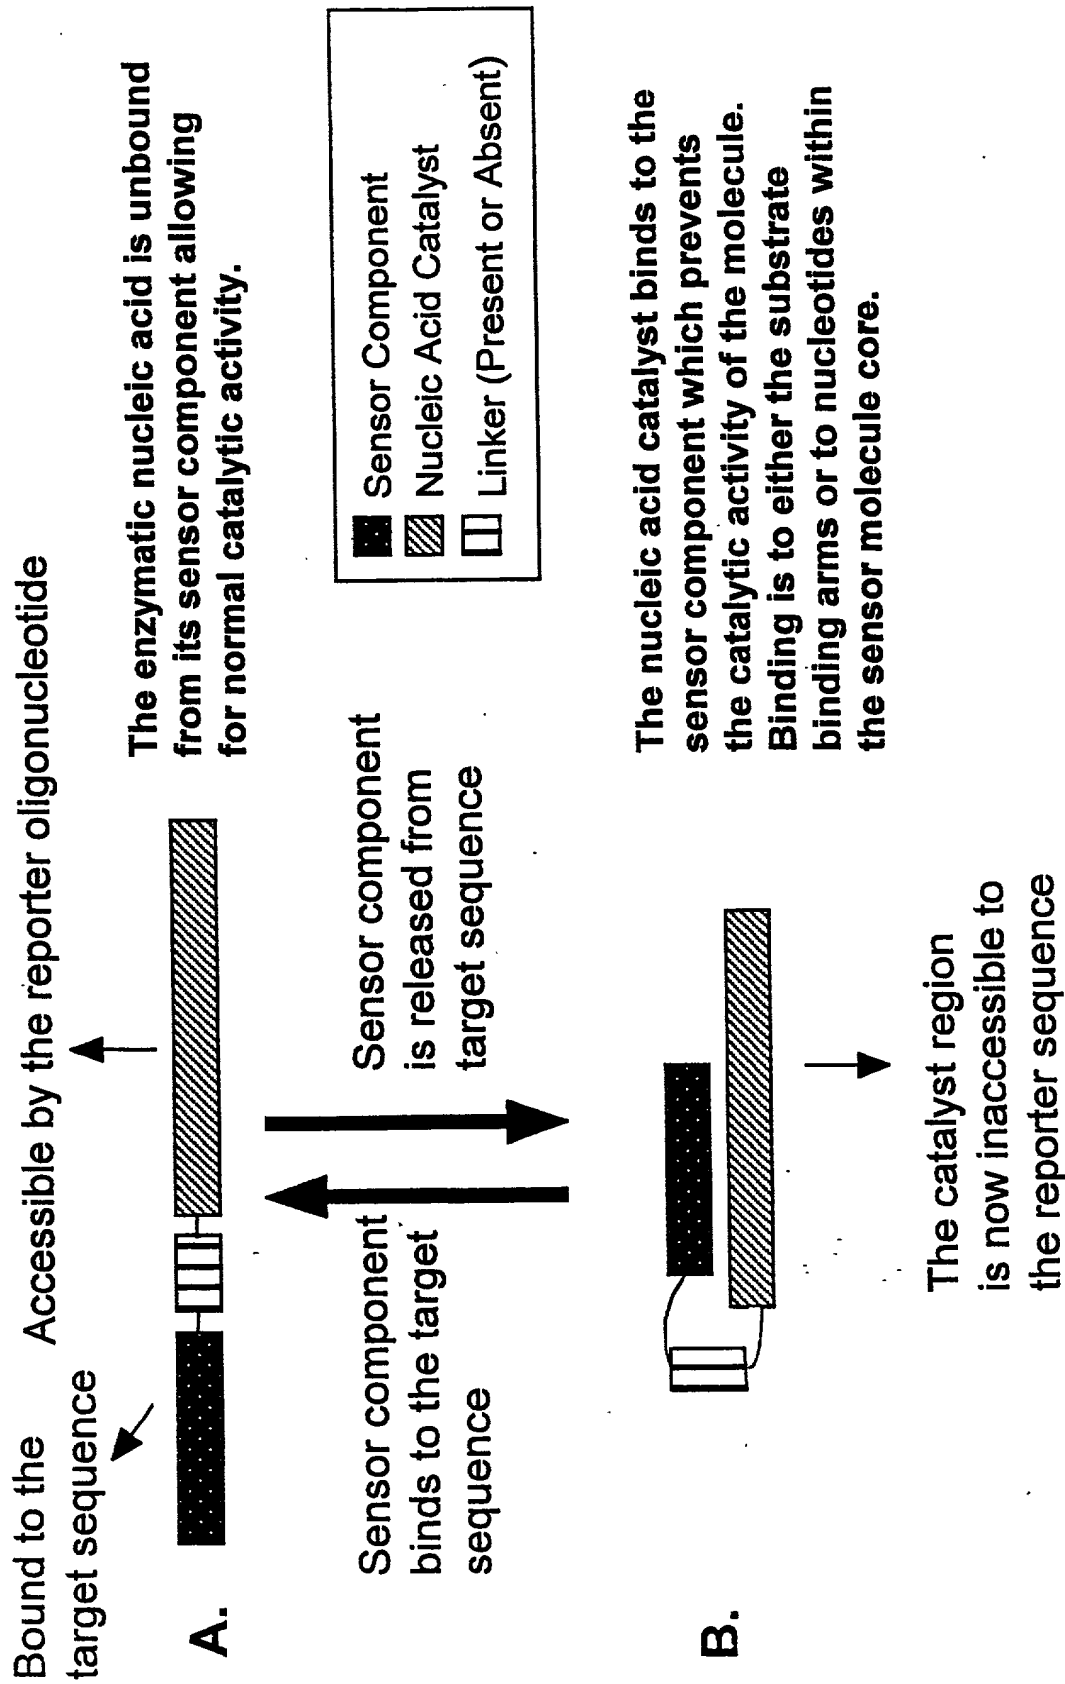 Bound to the
target sequence
Accessible by the reporter oligonucleotide
A.
The enzymatic nucleic acid is unbound
from its sensor component allowing
for normal catalytic activity.
Sensor component
binds to the target
sequence
Sensor component
is released from
target sequence
Sensor Component
Nucleic Acid Catalyst
Linker (Present or Absent)
B.
The nucleic acid catalyst binds to the
sensor component which prevents
the catalytic activity of the molecule.
Binding is to either the substrate
binding arms or to nucleotides within
the sensor molecule core.
The catalyst region
is now inaccessible to
the reporter sequence